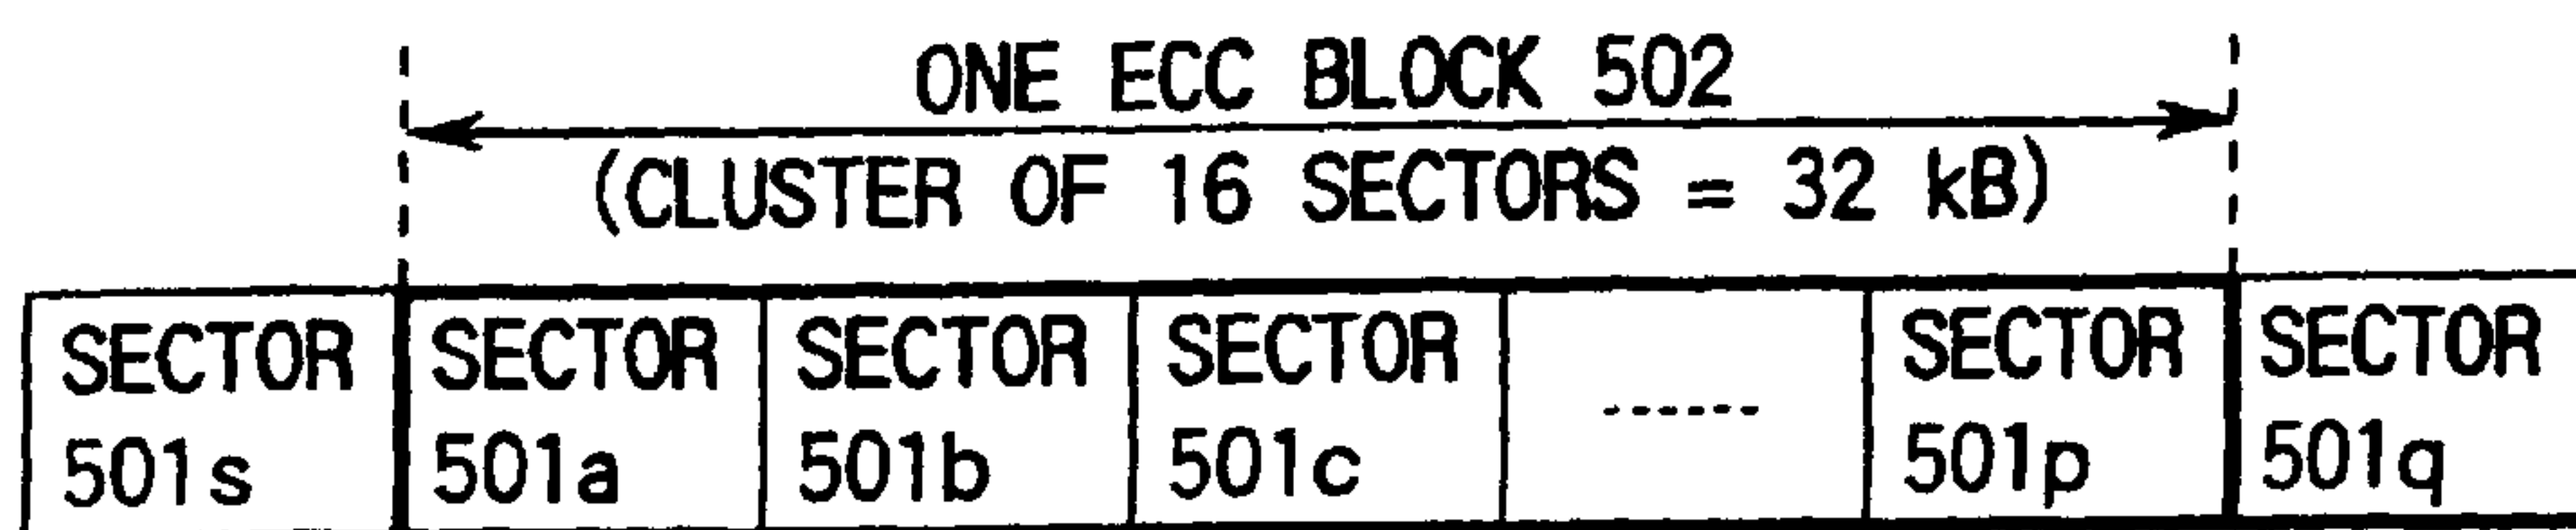 ONE ECC BLOCK 502
(CLUSTER OF 16 SECTORS = 32 kB)
SECTOR SECTOR SECTOR SECTOR SECTOR SECTOR
501s 501a 501b 501c ------ 501p 501q